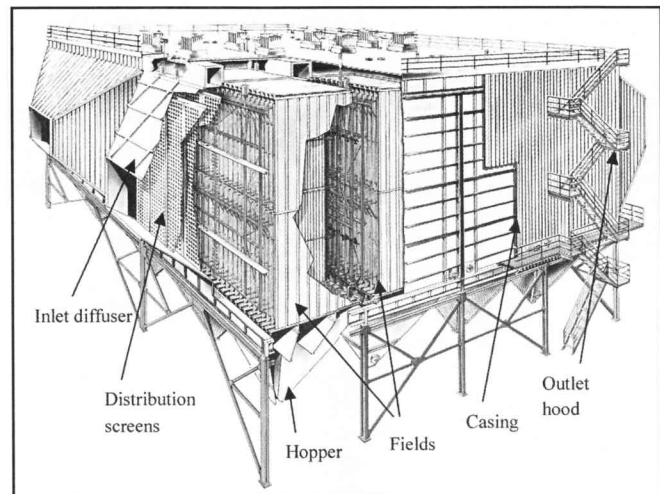 Inlet diffuser
Distribution
screens
Hopper
Fields
Casing
Outlet
hood